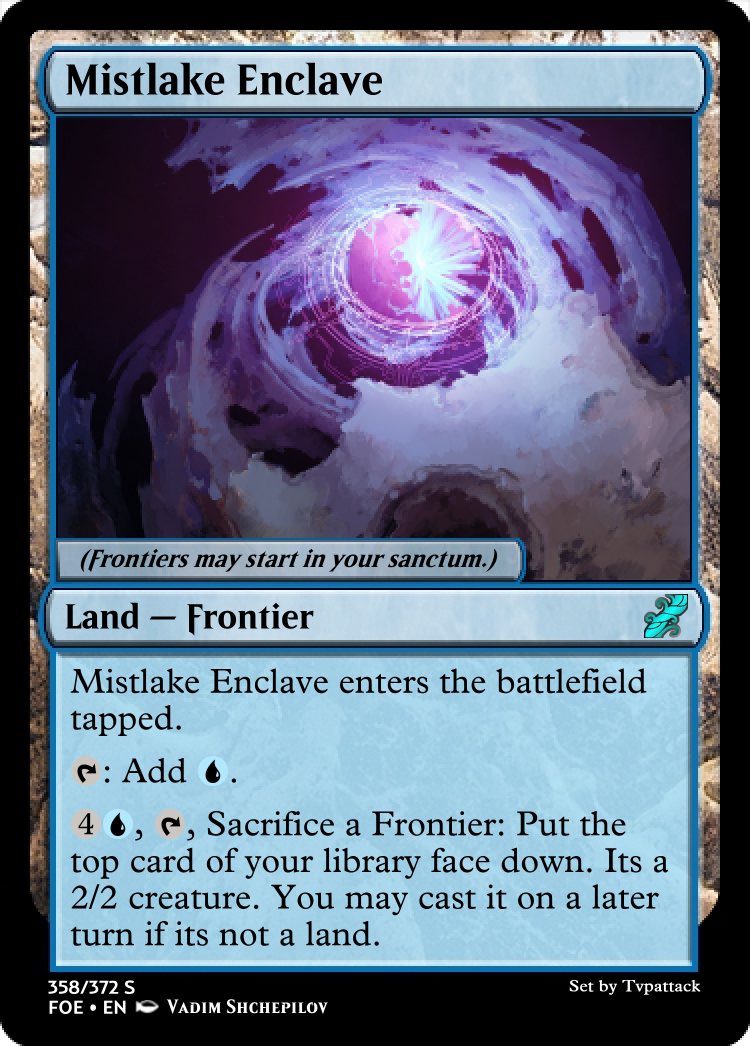 Mistlake Enclave
(Frontiers may start in your sanctum.)
Land — Frontier
Mistlake Enclave enters the battlefield
tapped.
: Add .
4 , , Sacrifice a Frontier: Put the
top card of your library face down. Its a
2/2 creature. You may cast it on a later
turn if its not a land.
358/372 S
FOE • EN Vadim Shchepilov
Set by Tvpattack